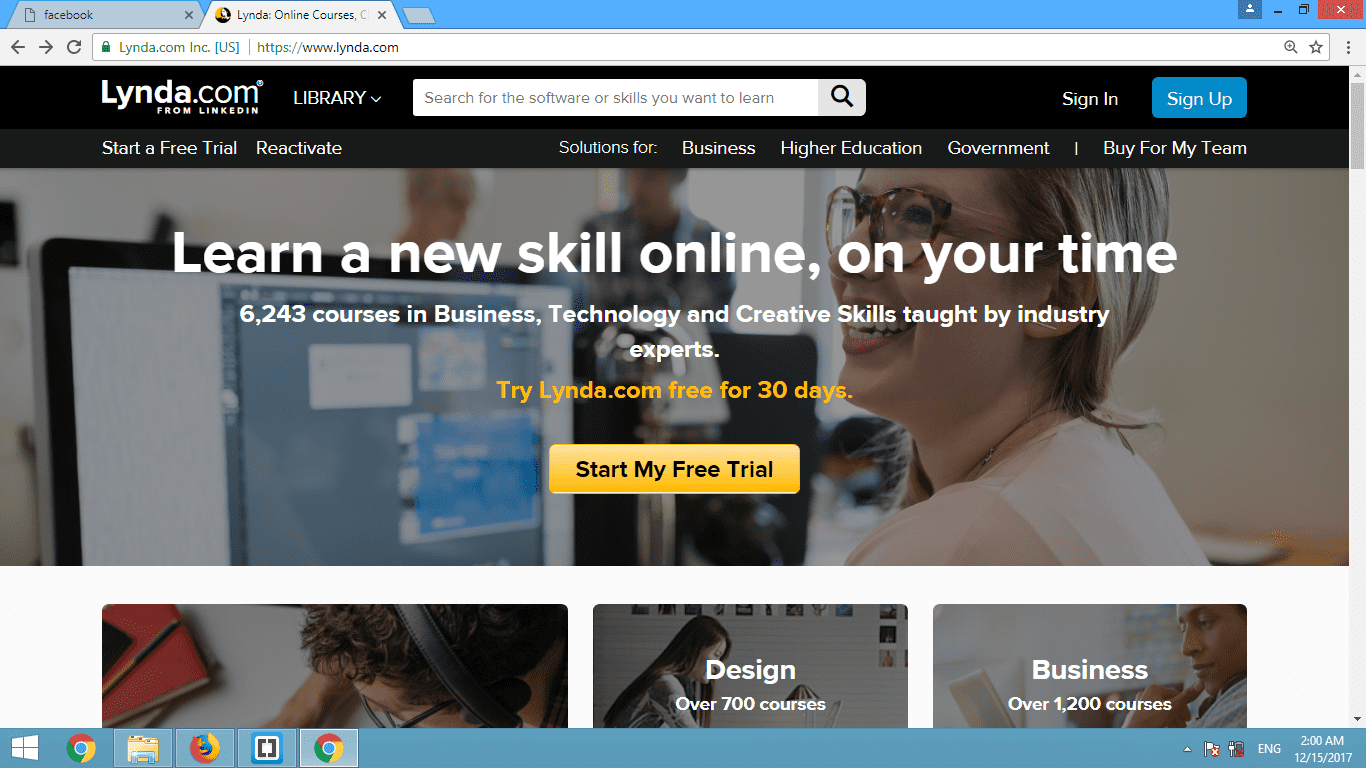 facebook
Lynda: Online Courses, C
Lynda.com Inc. [US]
https://www.lynda.com
Lynda.com®
FROM LINKEDIN
LIBRARY
Search for the software or skills you want to learn
Sign In
Sign Up
Start a Free Trial
Reactivate
Solutions for:
Business
Higher Education
Government
|
Buy For My Team
Learn a new skill online, on your time
6,243 courses in Business, Technology and Creative Skills taught by industry
experts.
Try Lynda.com free for 30 days.
Start My Free Trial
Design
Over 700 courses
Business
Over 1,200 courses
ENG
2:00 AM
12/15/2017